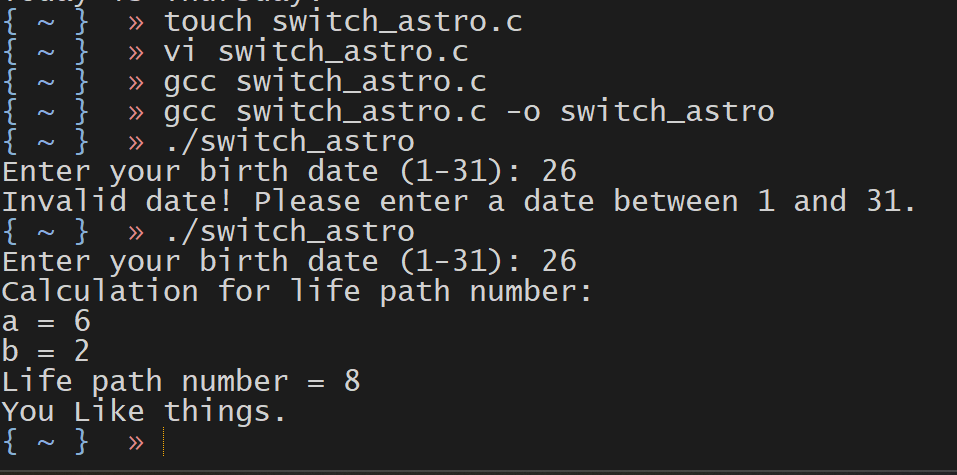 { ~ }  » touch switch_astro.c
{ ~ }  » vi switch_astro.c
{ ~ }  » gcc switch_astro.c
{ ~ }  » gcc switch_astro.c -o switch_astro
{ ~ }  » ./switch_astro
Enter your birth date (1-31): 26
Invalid date! Please enter a date between 1 and 31.
{ ~ }  » ./switch_astro
Enter your birth date (1-31): 26
Calculation for life path number:
a = 6
b = 2
Life path number = 8
You Like things.
{ ~ }  »